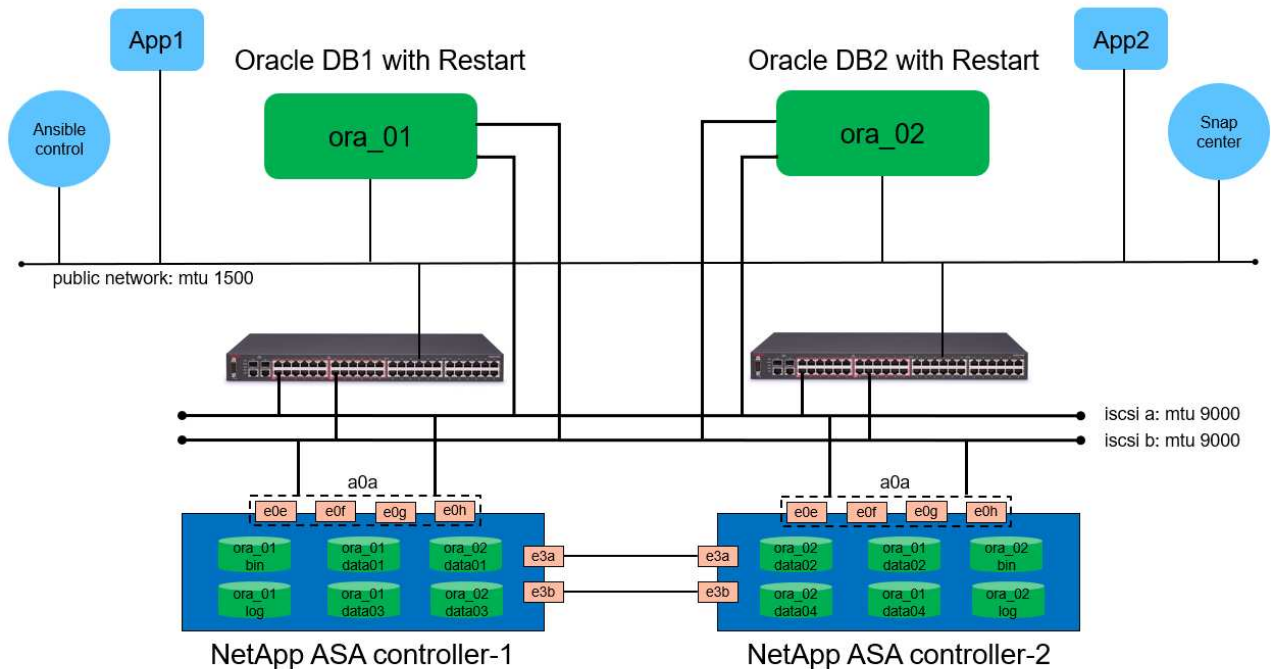 App1
App2
Oracle DB1 with Restart
Oracle DB2 with Restart
Ansible
control
ora_01
ora_02
Snap
center
public network: mtu 1500
iscsi a: mtu 9000
iscsi b: mtu 9000
a0a
a0a
e0e
e0f
e0g
e0h
e0e
e0f
e0g
e0h
ora_01
bin
ora_01
data01
ora_02
data01
e3a
e3a
ora_02
data02
ora_01
data02
ora_02
bin
ora_01
log
ora_01
data03
ora_02
data03
e3b
e3b
ora_02
data04
ora_01
data04
ora_02
log
NetApp ASA controller-1
NetApp ASA controller-2